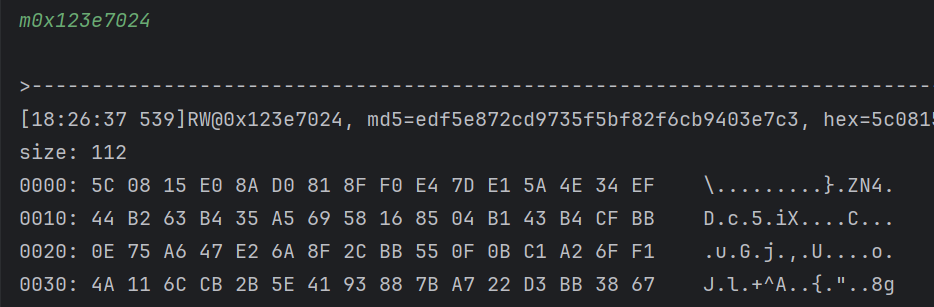 m0x123e7024
>-----------------------------------------------------------------------------
[18:26:37 539]RW@0x123e7024, md5=edf5e872cd9735f5bf82f6cb9403e7c3, hex=5c0815
size: 112
0000: 5C 08 15 E0 8A D0 81 8F F0 E4 7D E1 5A 4E 34 EF    \.........}.ZN4.
0010: 44 B2 63 B4 35 A5 69 58 16 85 04 B1 43 B4 CF BB    D.c.5.iX....C...
0020: 0E 75 A6 47 E2 6A 8F 2C BB 55 0F 0B C1 A2 6F F1    .u.G.j.,.U....o.
0030: 4A 11 6C CB 2B 5E 41 93 88 7B A7 22 D3 BB 38 67    J.l.+^A..{."..8g